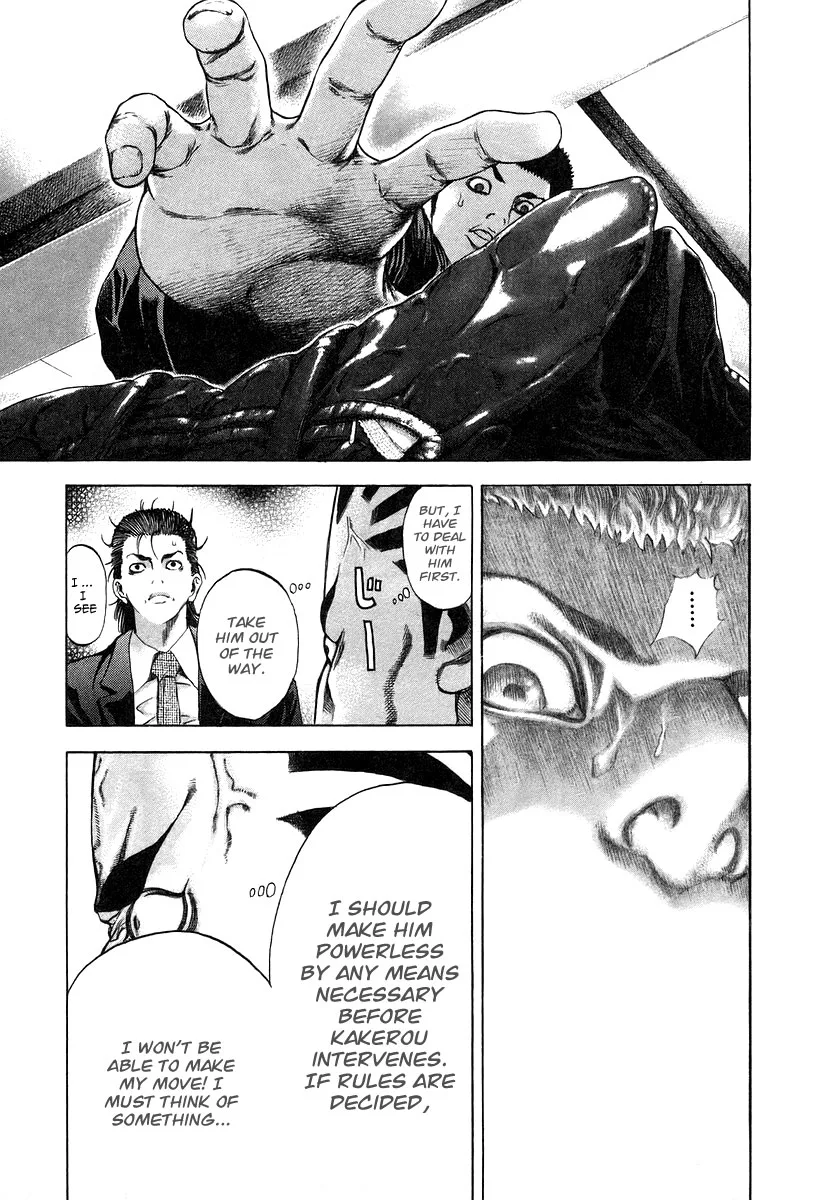 ......
BUT, I
HAVE
TO DEAL
WITH
HIM
FIRST.
ビー
TAKE
HIM OUT
OF THE
WAY.
I ...
I
SEE
I SHOULD
MAKE HIM
POWERLESS
BY ANY MEANS
NECESSARY
BEFORE
KAKEROU
INTERVENES.
IF RULES ARE
DECIDED,
I WON'T BE
ABLE TO MAKE
MY MOVE! I
MUST THINK OF
SOMETHING...